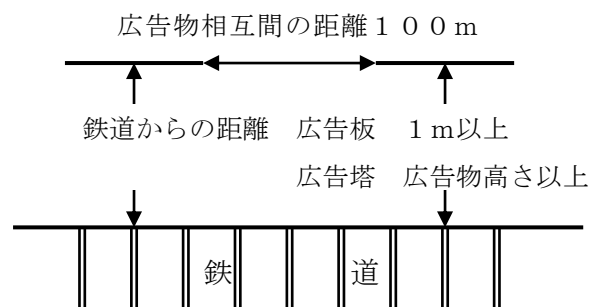 広告物相互間の距離１００ｍ
鉄道からの距離　広告板　１ｍ以上
広告塔　広告物高さ以上
鉄　道